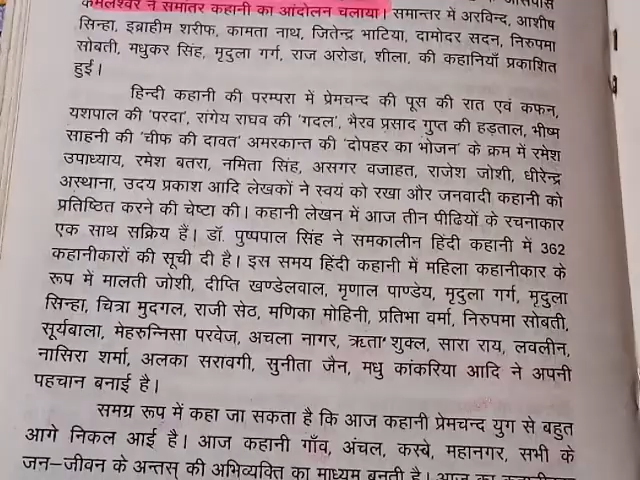 कमलेश्वर ने समांतर कहानी का आंदोलन चलाया। समान्तर में अरविन्द, आशीष
सिन्हा, इब्राहीम शरीफ, कामता नाथ, जितेन्द्र भाटिया, दामोदर सदन, निरुपमा
सोबती, मधुकर सिंह, मृदुला गर्ग, राज अरोडा, शीला, की कहानियाँ प्रकाशित
हुई।
हिन्दी कहानी की परम्परा में प्रेमचन्द की पूस की रात एवं कफन,
यशपाल की 'परदा', रांगेय राघव की 'गदल', भैरव प्रसाद गुप्त की हड़ताल, भीष्म
साहनी की 'चीफ की दावत' अमरकान्त की 'दोपहर का भोजन' के क्रम में रमेश
उपाध्याय, रमेश बतरा, नमिता सिंह, असगर वजाहत, राजेश जोशी, धीरेन्द्र
अस्थाना, उदय प्रकाश आदि लेखकों ने स्वयं को रखा और जनवादी कहानी को
प्रतिष्ठित करने की चेष्टा की। कहानी लेखन में आज तीन पीढियों के रचनाकार
एक साथ सक्रिय हैं। डॉ. पुष्पपाल सिंह ने समकालीन हिंदी कहानी में 362
कहानीकारों की सूची दी है। इस समय हिंदी कहानी में महिला कहानीकार के
रूप में मालती जोशी, दीप्ति खण्डेलवाल, मृणाल पाण्डेय, मृदुला गर्ग, मृदुला
सिन्हा, चित्रा मुदगल, राजी सेठ, मणिका मोहिनी, प्रतिभा वर्मा, निरुपमा सोबती,
सूर्यबाला, मेहरुन्निसा परवेज, अचला नागर, ऋता शुक्ल, सारा राय, लवलीन,
नासिरा शर्मा, अलका सरावगी, सुनीता जैन, मधु कांकरिया आदि ने अपनी
पहचान बनाई है।
समग्र रूप में कहा जा सकता है कि आज कहानी प्रेमचन्द युग से बहुत
आगे निकल आई है। आज कहानी गाँव, अंचल, कस्बे, महानगर, सभी के
जन–जीवन के अन्तस् की अभिव्यक्ति का माध्यम बनती है। आज का